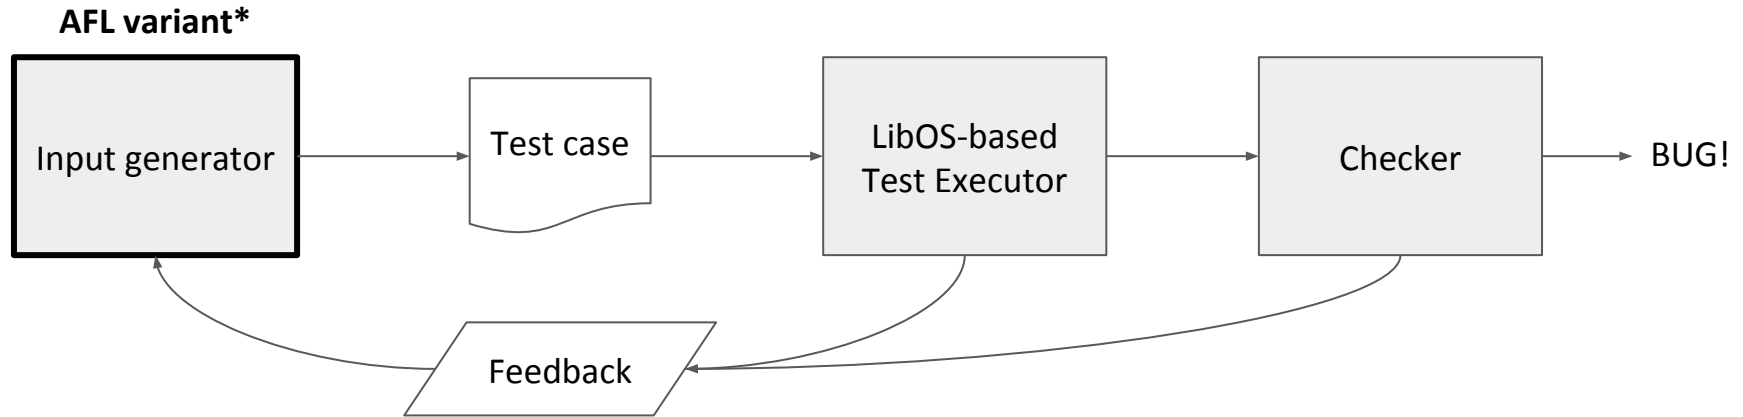 AFL variant*
Input generator
Test case
LibOS-based
Test Executor
Checker
BUG!
Feedback